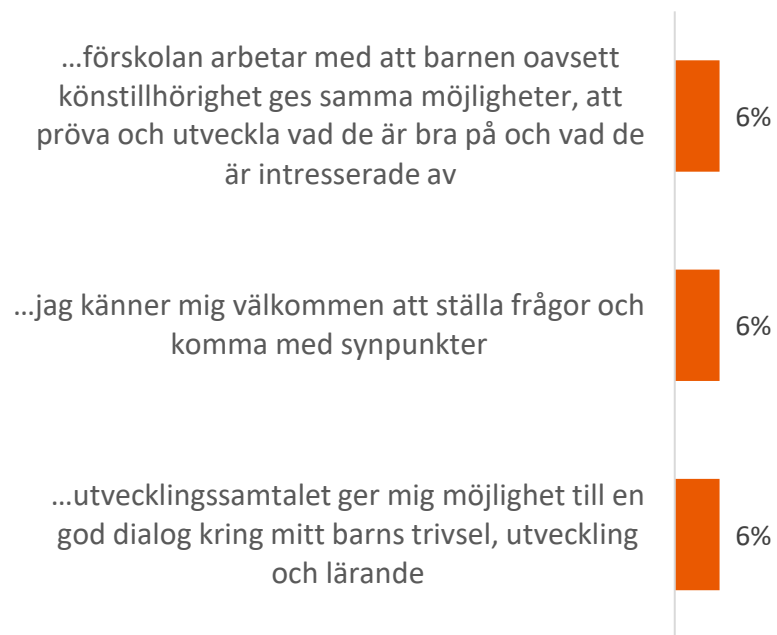 ...förskolan arbetar med att barnen oavsett
könstillhörighet ges samma möjligheter, att
pröva och utveckla vad de är bra på och vad de
är intresserade av
6%
...jag känner mig välkommen att ställa frågor och
komma med synpunkter
6%
...utvecklingssamtalet ger mig möjlighet till en
god dialog kring mitt barns trivsel, utveckling
och lärande
6%